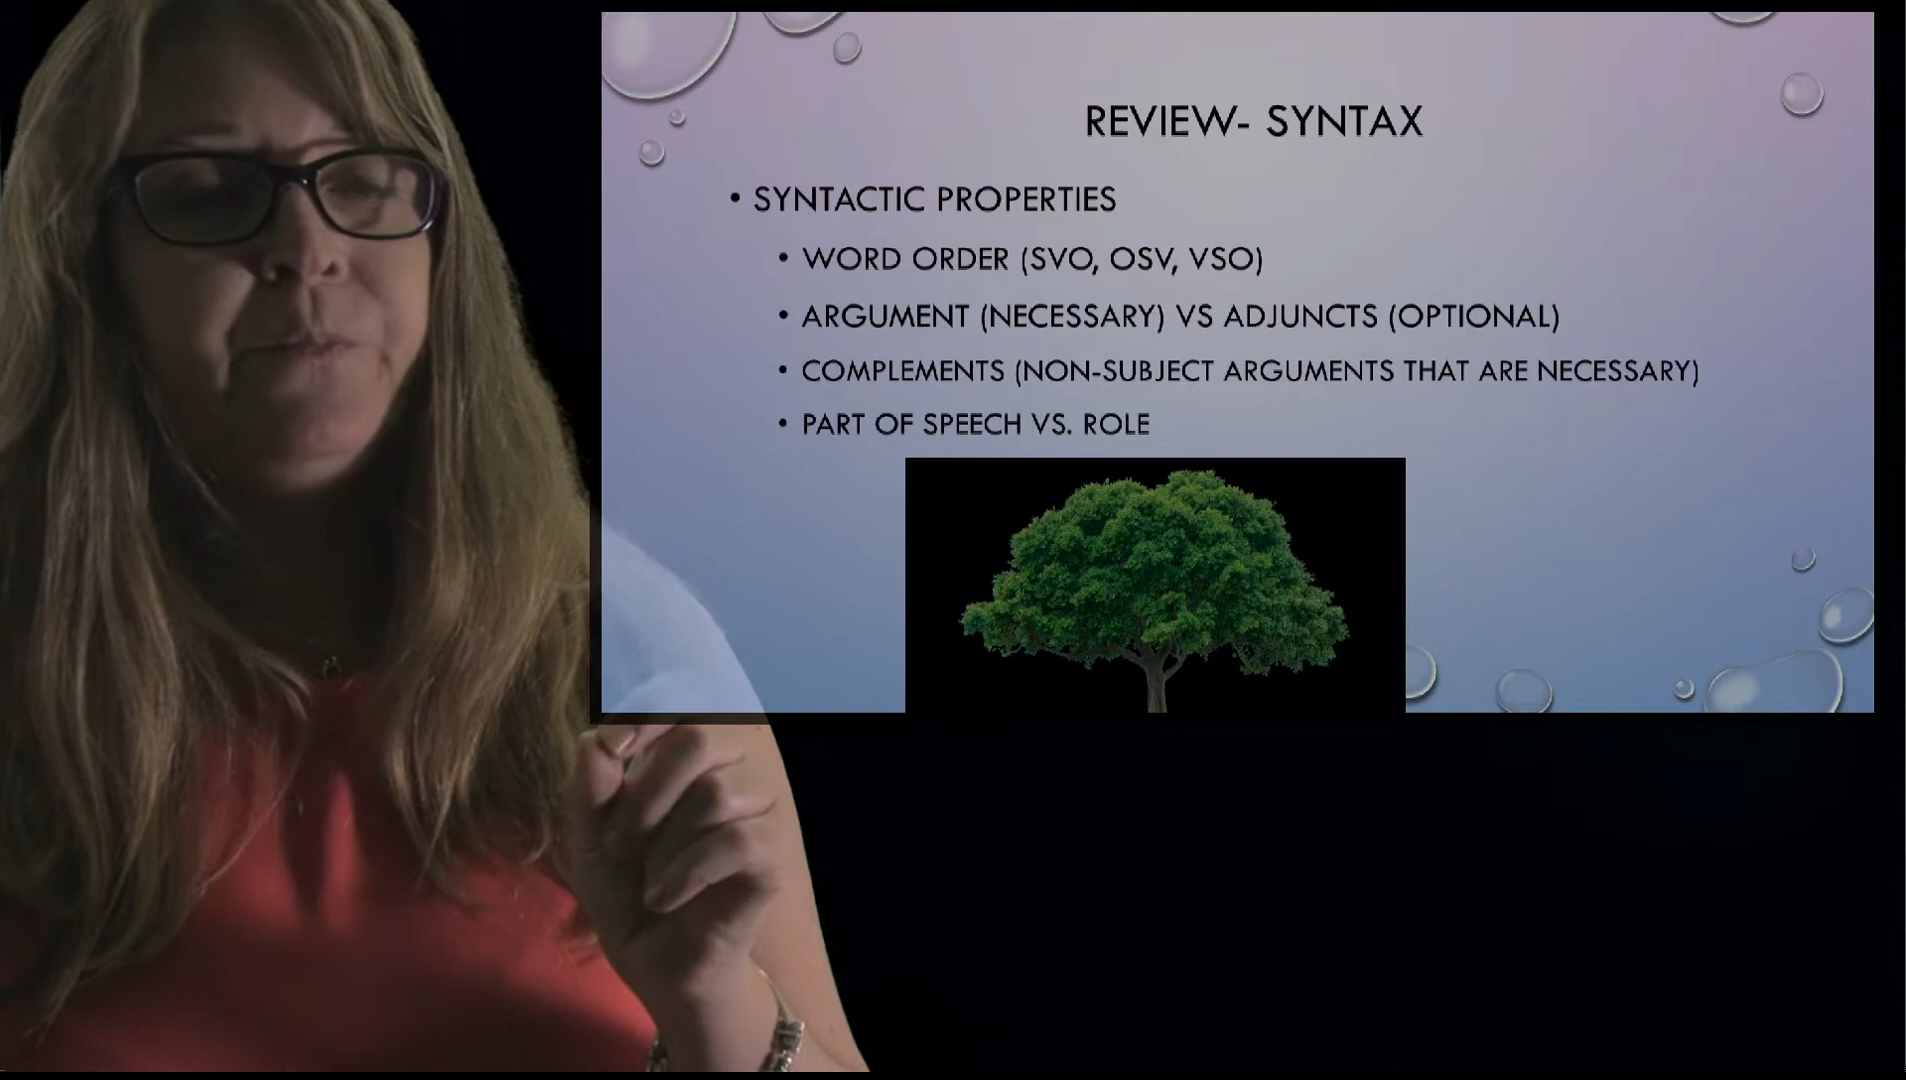 REVIEW- SYNTAX
• SYNTACTIC PROPERTIES
• WORD ORDER (SVO, OSV, VSO)
• ARGUMENT (NECESSARY) VS ADJUNCTS (OPTIONAL)
• COMPLEMENTS (NON-SUBJECT ARGUMENTS THAT ARE NECESSARY)
• PART OF SPEECH VS. ROLE